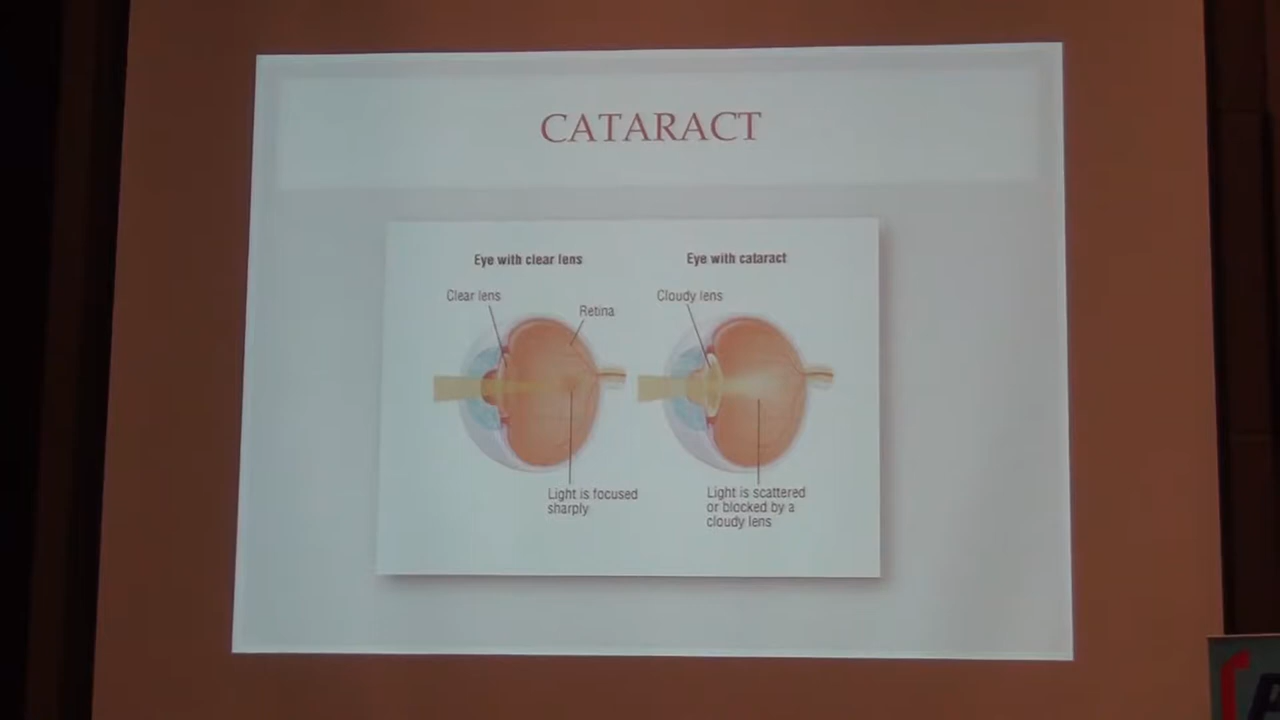 CATARACT
Eye with clear lens
Clear lens
Retina
Light is focused
sharply
Eye with cataract
Cloudy lens
Light is scattered
or blocked by a
cloudy lens